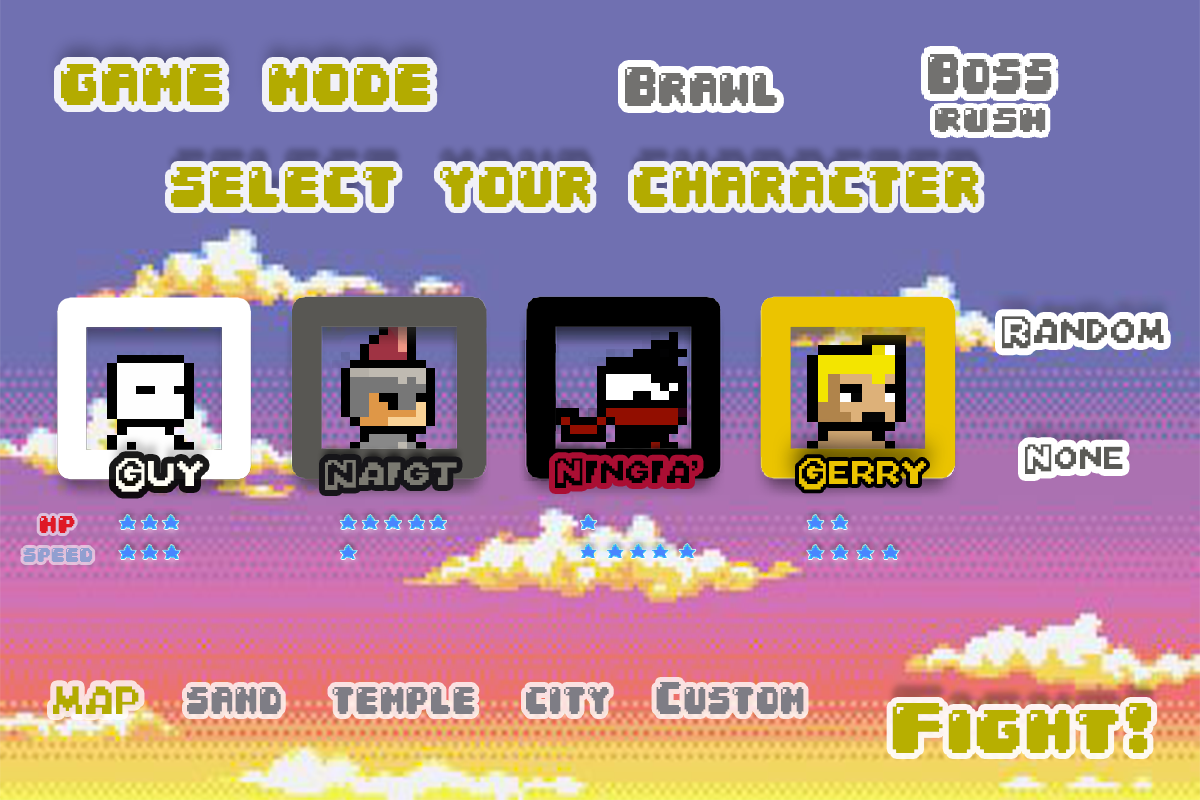 GAME MODE
BRAWL
BOSS
RUSH
SELECT YOUR CHARACTER
RANDOM
NONE
GUY
NAIGT
NINGIA'
GERRY
HP
SPEED
MAP
SAND
TEMPLE
CITY
CUSTOM
FIGHT!